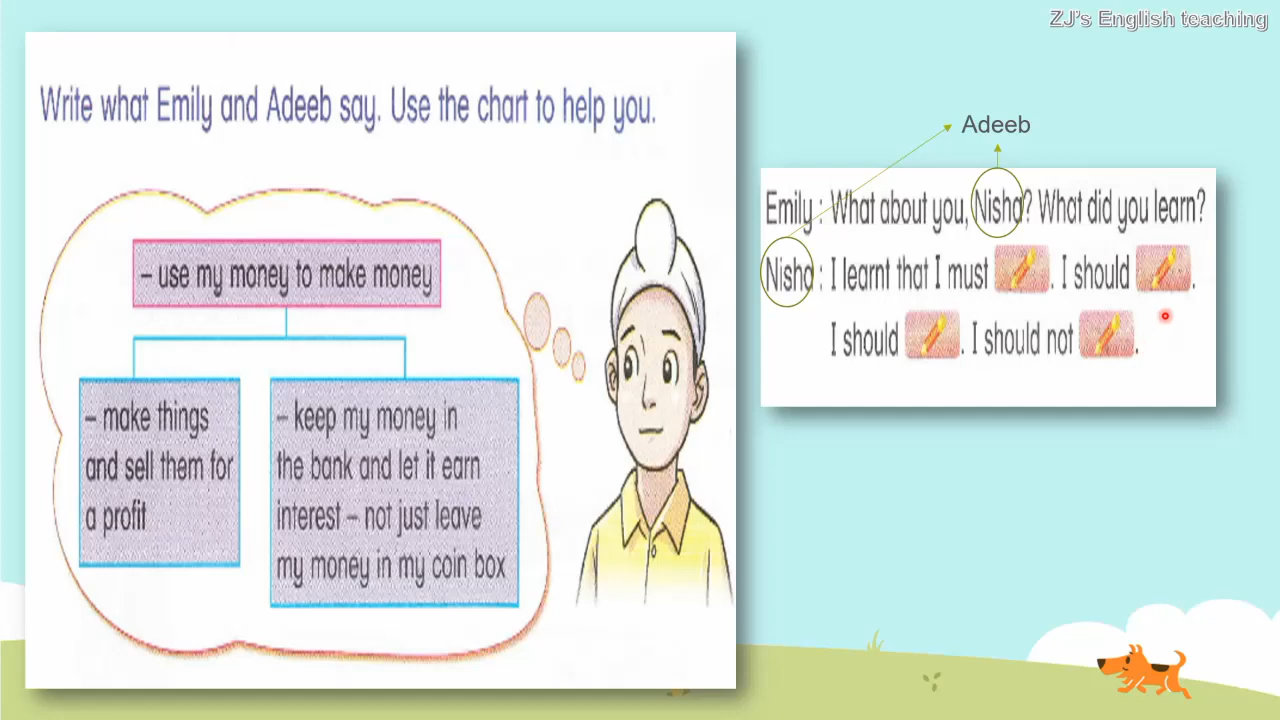 ZJ's English teaching
Write what Emily and Adeeb say. Use the chart to help you.
– use my money to make money
– make things
and sell them for
a profit
– keep my money in
the bank and let it earn
interest – not just leave
my money in my coin box
Adeeb
Emily : What about you, Nisha? What did you learn?
Nisha : I learnt that I must . I should .
I should . I should not .